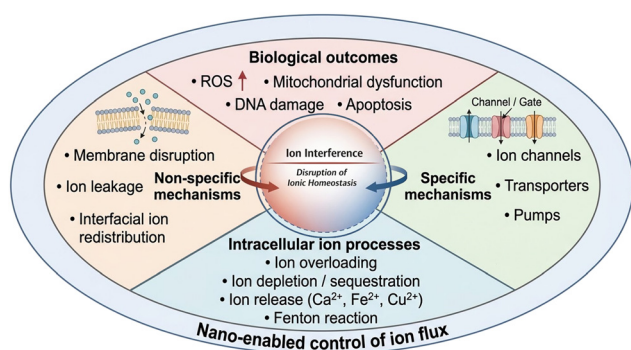 Biological outcomes
• ROS ↑ • Mitochondrial dysfunction
• DNA damage • Apoptosis
• Membrane disruption
• Ion leakage
• Interfacial ion
redistribution
Non-specific
mechanisms
Ion Interference
Disruption of
Ionic Homeostasis
Channel / Gate
Specific
mechanisms
• Ion channels
• Transporters
• Pumps
Intracellular ion processes
• Ion overloading
• Ion depletion / sequestration
• Ion release (Ca²⁺, Fe²⁺, Cu²⁺)
• Fenton reaction
Nano-enabled control of ion flux